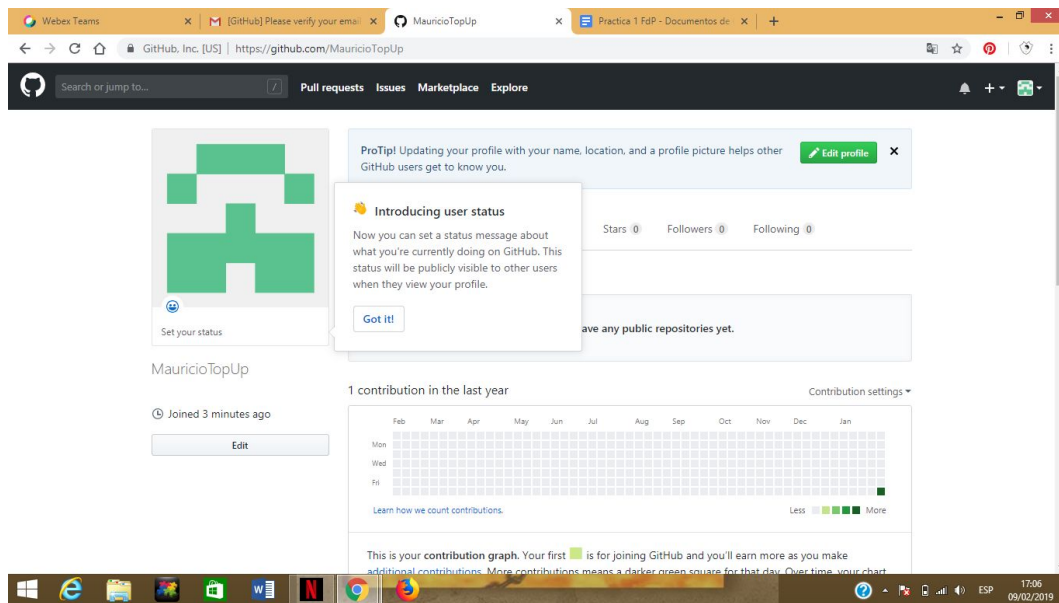 Webex Teams
[GitHub] Please verify your email
MauricioTopUp
Practica 1 FdP - Documentos de
GitHub, Inc. [US] | https://github.com/MauricioTopUp
Search or jump to...
/
Pull requests Issues Marketplace Explore
ProTip! Updating your profile with your name, location, and a profile picture helps other
GitHub users get to know you.
Edit profile
Introducing user status
Now you can set a status message about
what you're currently doing on GitHub. This
status will be publicly visible to other users
when they view your profile.
Got it!
Stars 0 Followers 0 Following 0
ave any public repositories yet.
Set your status
MauricioTopUp
Joined 3 minutes ago
Edit
1 contribution in the last year
Contribution settings
Feb Mar Apr May Jun Jul Aug Sep Oct Nov Dec Jan
Mon
Wed
Fri
Learn how we count contributions.
Less More
This is your contribution graph. Your first is for joining GitHub and you'll earn more as you make
additional contributions. More contributions means a darker green square for that day. Over time, your chart
ESP
17:06
09/02/2019